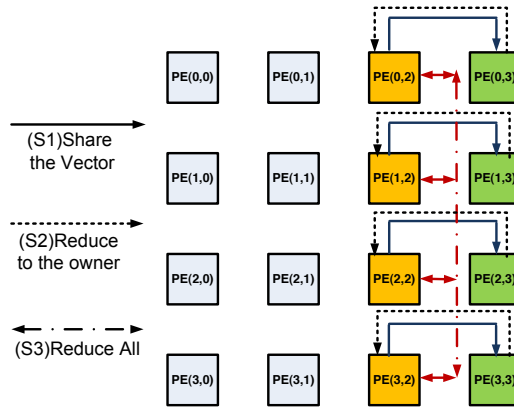 PE(0,0) PE(0,1) PE(0,2) PE(0,3)
(S1)Share
the Vector
PE(1,0) PE(1,1) PE(1,2) PE(1,3)
(S2)Reduce
to the owner
PE(2,0) PE(2,1) PE(2,2) PE(2,3)
(S3)Reduce All
PE(3,0) PE(3,1) PE(3,2) PE(3,3)